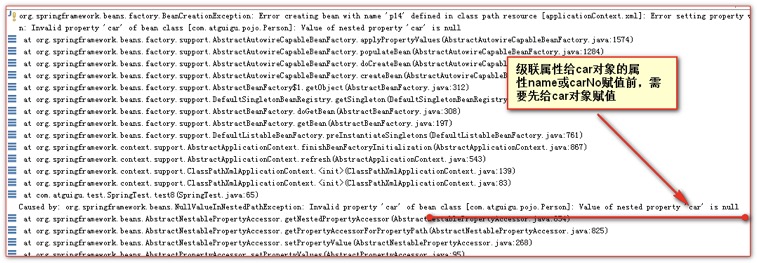 org.springframework.beans.factory.BeanCreationException: Error creating bean with name 'p14' defined in class path resource [applicationContext.xml]: Error setting property
n: Invalid property 'car' of bean class [com.atguigu.pojo.Person]: Value of nested property 'car' is null
at org.springframework.beans.factory.support.AbstractAutowireCapableBeanFactory.applyPropertyValues(AbstractAutowireCapableBeanFactory.java:1574)
at org.springframework.beans.factory.support.AbstractAutowireCapableBeanFactory.populateBean(AbstractAutowireCapableBeanFactory.java:1284)
at org.springframework.beans.factory.support.AbstractAutowireCapableBeanFactory.doCreateBean(AbstractAutowireCapableBeanF
at org.springframework.beans.factory.support.AbstractAutowireCapableBeanFactory.createBean(AbstractAutowireCapableBeanFac
at org.springframework.beans.factory.support.AbstractBeanFactory$1.getObject(AbstractBeanFactory.java:312)
at org.springframework.beans.factory.support.DefaultSingletonBeanRegistry.getSingleton(DefaultSingletonBeanRegistry
at org.springframework.beans.factory.support.AbstractBeanFactory.doGetBean(AbstractBeanFactory.java:308)
at org.springframework.beans.factory.support.AbstractBeanFactory.getBean(AbstractBeanFactory.java:197)
at org.springframework.beans.factory.support.DefaultListableBeanFactory.preInstantiateSingletons(DefaultListableBeanFactory.java:761)
at org.springframework.context.support.AbstractApplicationContext.finishBeanFactoryInitialization(AbstractApplicationContext.java:867)
at org.springframework.context.support.AbstractApplicationContext.refresh(AbstractApplicationContext.java:543)
at org.springframework.context.support.ClassPathXmlApplicationContext.<init>(ClassPathXmlApplicationContext.java:139)
at org.springframework.context.support.ClassPathXmlApplicationContext.<init>(ClassPathXmlApplicationContext.java:83)
at com.atguigu.test.SpringTest.test8(SpringTest.java:65)
Caused by: org.springframework.beans.NullValueInNestedPathException: Invalid property 'car' of bean class [com.atguigu.pojo.Person]: Value of nested property 'car' is null
at org.springframework.beans.AbstractNestablePropertyAccessor.getNestedPropertyAccessor(AbstractNestablePropertyAccessor.java:854)
at org.springframework.beans.AbstractNestablePropertyAccessor.getPropertyAccessorForPropertyPath(AbstractNestablePropertyAccessor.java:825)
at org.springframework.beans.AbstractNestablePropertyAccessor.setPropertyValue(AbstractNestablePropertyAccessor.java:268)
at org.springframework.beans.AbstractPropertyAccessor.setPropertyValues(AbstractPropertyAccessor.java:95)
级联属性给car对象的属
性name或carNo赋值前，需
要先给car对象赋值